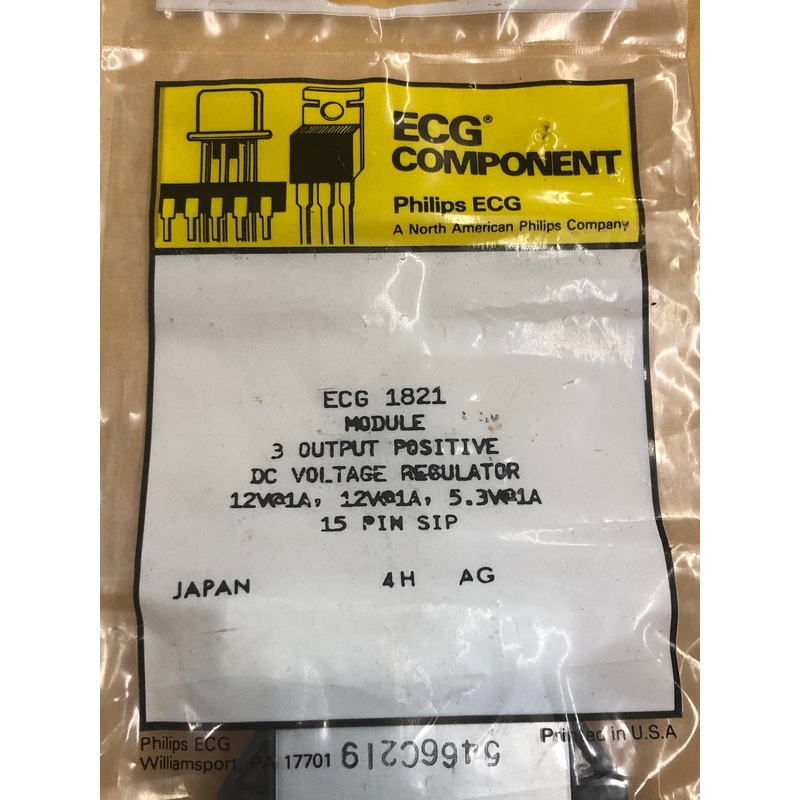 ECG®
COMPONENT
Philips ECG
A North American Philips Company
ECG 1821
MODULE
3 OUTPUT POSITIVE
DC VOLTAGE REGULATOR
12V@1A, 12V@1A, 5.3V@1A
15 PIN SIP
JAPAN 4H AG
Philips ECG
Williamsport, PA 17701
Printed in U.S.A